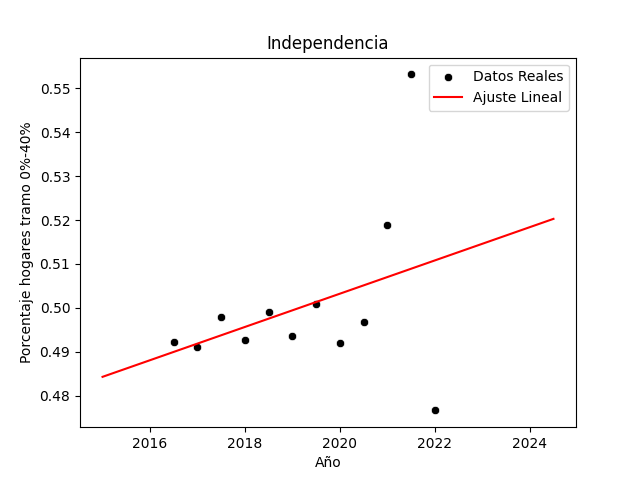 Independencia
Datos Reales
Ajuste Lineal
Porcentaje hogares tramo 0%-40%
0.55
0.54
0.53
0.52
0.51
0.50
0.49
0.48
2016 2018 2020 2022 2024
Año